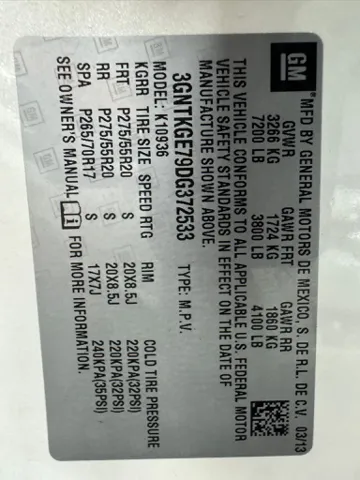 GM
MFD BY GENERAL MOTORS DE MEXICO, S. DE R.L. DE C.V. 03/13
GVWR GAWR FRT GAWR RR
3266 KG 1724 KG 1860 KG
7200 LB 3800 LB 4100 LB
THIS VEHICLE CONFORMS TO ALL APPLICABLE U.S. FEDERAL MOTOR
VEHICLE SAFETY STANDARDS IN EFFECT ON THE DATE OF
MANUFACTURE SHOWN ABOVE.
3GNTKGE79DG372533 TYPE: M.P.V.
MODEL: K10936
KGRR TIRE SIZE SPEED RTG RIM COLD TIRE PRESSURE
FRT P275/55R20 S 20X8.5J 220KPA(32PSI)
RR P275/55R20 S 20X8.5J 220KPA(32PSI)
SPA P265/70R17 S 17X7J 240KPA(35PSI)
SEE OWNER'S MANUAL FOR MORE INFORMATION.